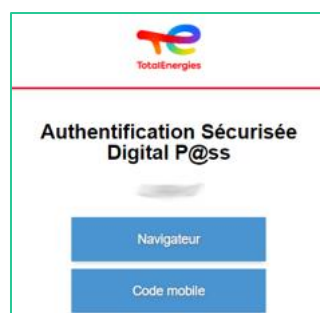 TotalEnergies
Authentification Sécurisée
Digital P@ss
Navigateur
Code mobile